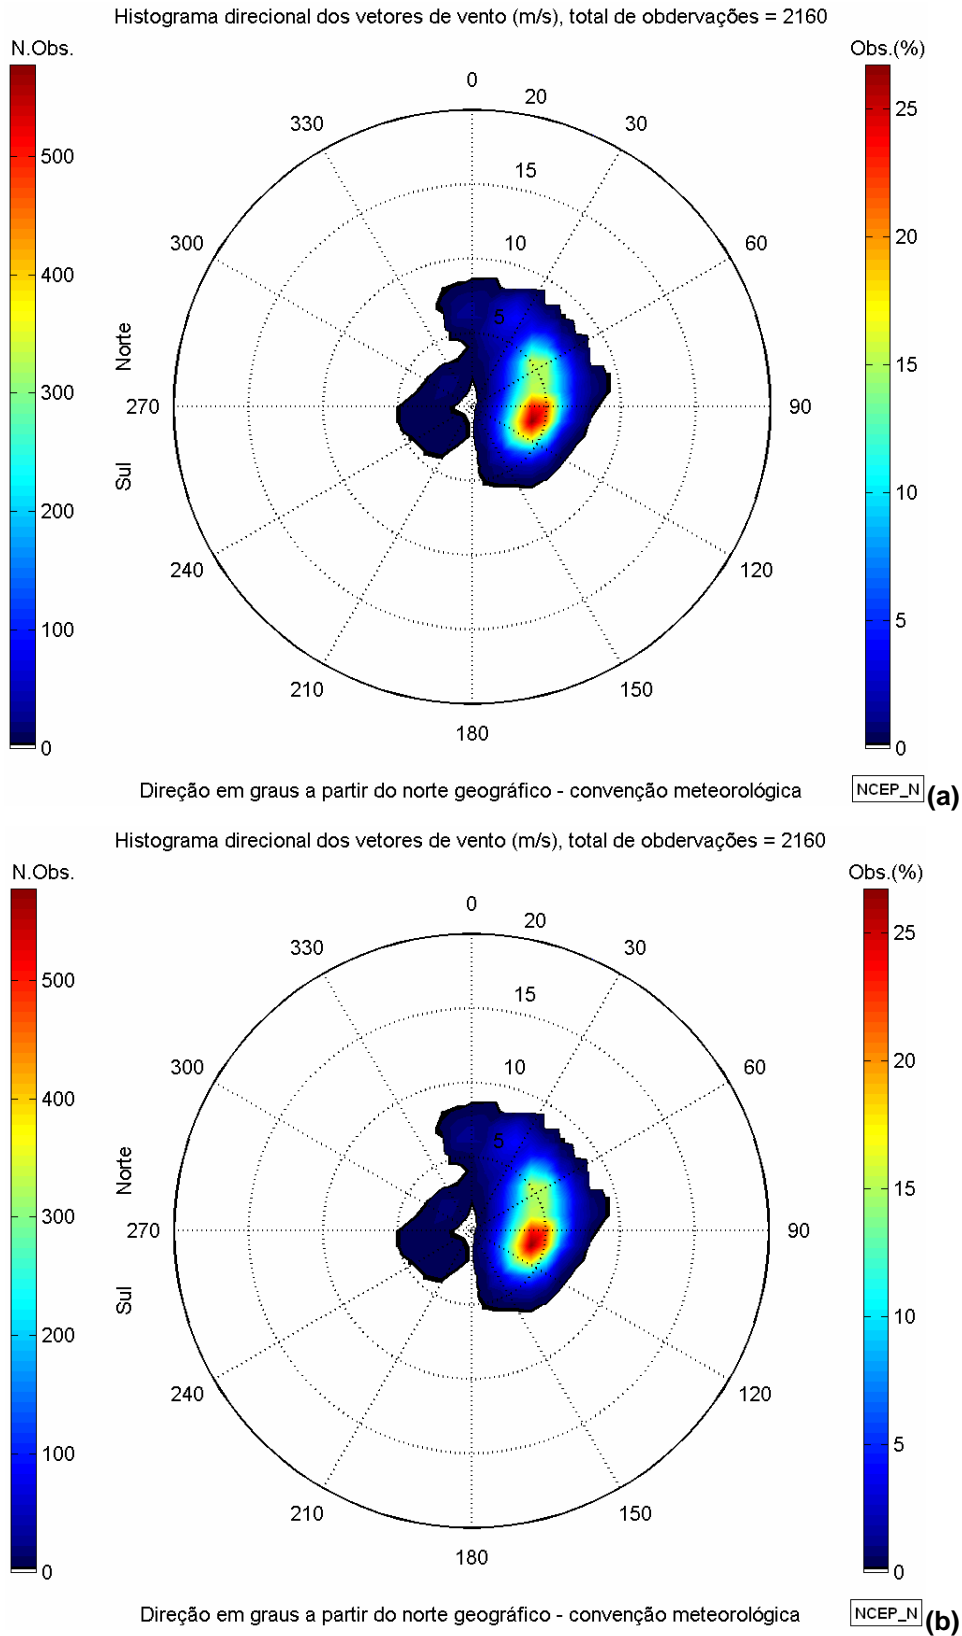 Histograma direcional dos vetores de vento (m/s), total de obdervações = 2160
N.Obs. Obs.(%)
0
20
330 30
25
500
15
300 10 60
20
400
5
Norte
15
300
270 90
Sul
10
200
240 120
5
100
210 150
180
0 0
Direção em graus a partir do norte geográfico - convenção meteorológica
NCEP_N (a)
Histograma direcional dos vetores de vento (m/s), total de obdervações = 2160
N.Obs. Obs.(%)
0
20
330 30
25
500
15
300 10 60
20
400
5
Norte
15
300
270 90
Sul
10
200
240 120
5
100
210 150
180
0 0
Direção em graus a partir do norte geográfico - convenção meteorológica
NCEP_N (b)